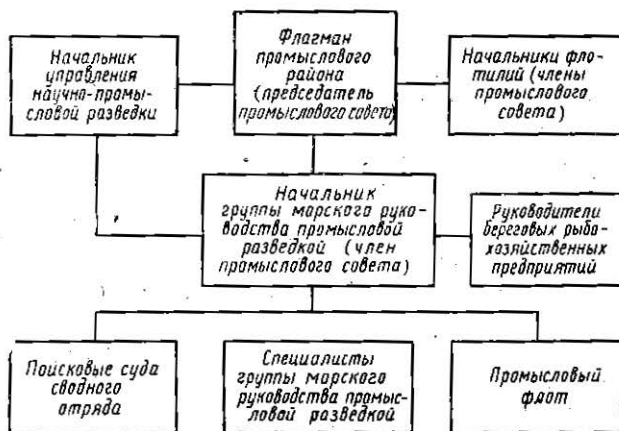 Начальник
управления
научно-промы-
словой разведки
Флагман
промыслового
района
(председатель
промыслового совета)
Начальники фло-
тилий (члены
промыслового
совета)
Начальник
группы морского руко-
водства промысловой
разведкой (член
промыслового совета)
Руководители
береговых рыбо-
хозяйственных
предприятий
Поисковые суда
сводного
отряда
Специалисты
группы морского
руководства промыс-
ловой разведкой
Промысловый
флот